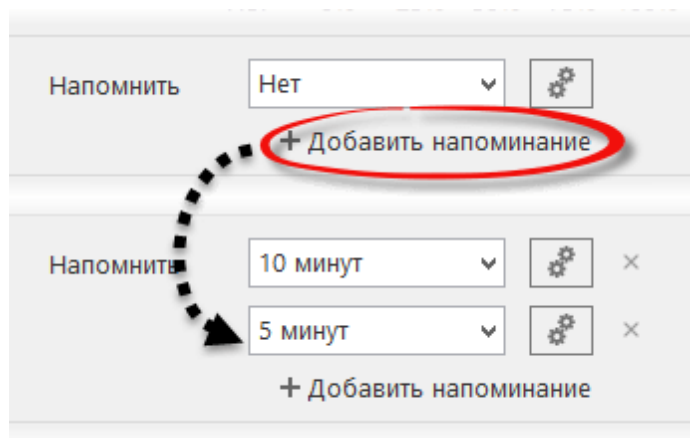 Напомнить Нет
+ Добавить напоминание
Напомнить 10 минут ×
5 минут ×
+ Добавить напоминание